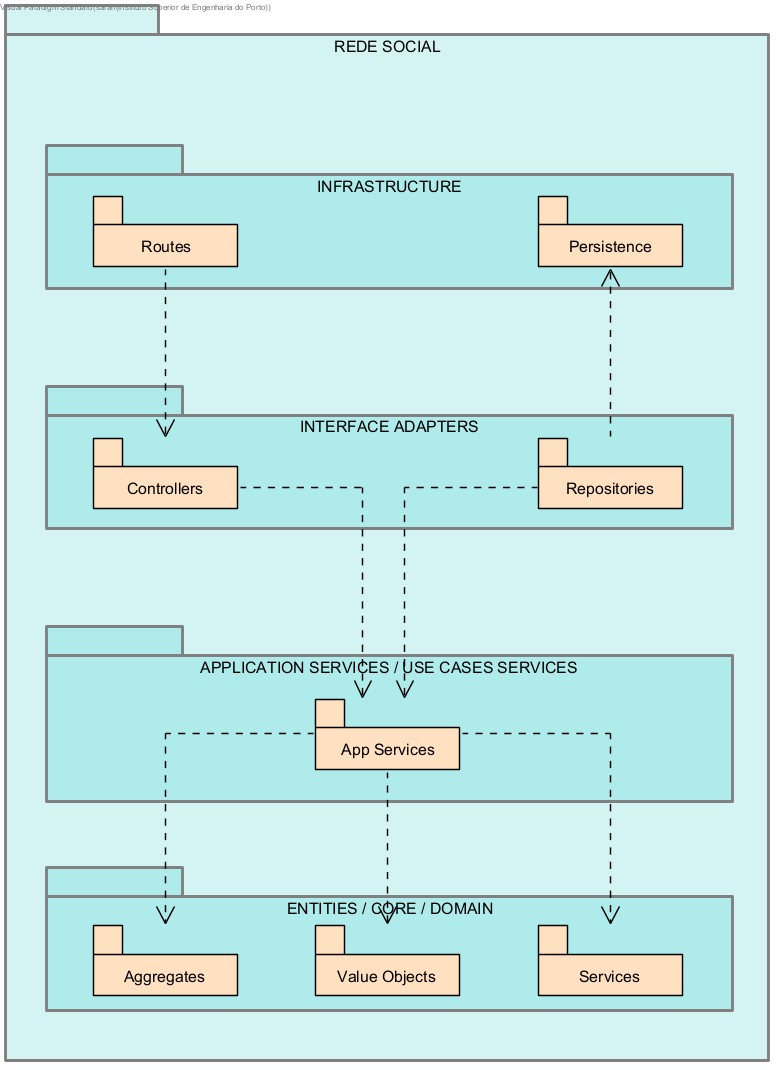 Visual Paradigm Standard(sarah(Instituto Superior de Engenharia do Porto))
REDE SOCIAL
INFRASTRUCTURE
Routes
Persistence
INTERFACE ADAPTERS
Controllers
Repositories
APPLICATION SERVICES / USE CASES SERVICES
App Services
ENTITIES / CORE / DOMAIN
Aggregates
Value Objects
Services